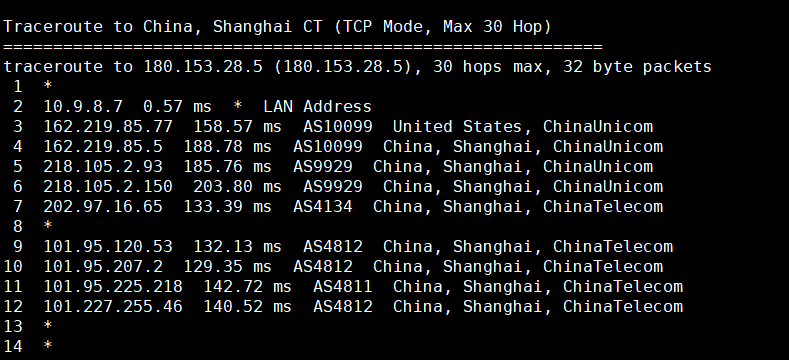 Traceroute to China, Shanghai CT (TCP Mode, Max 30 Hop)
============================================================
traceroute to 180.153.28.5 (180.153.28.5), 30 hops max, 32 byte packets
1 *
2 10.9.8.7 0.57 ms * LAN Address
3 162.219.85.77 158.57 ms AS10099 United States, ChinaUnicom
4 162.219.85.5 188.78 ms AS10099 China, Shanghai, ChinaUnicom
5 218.105.2.93 185.76 ms AS9929 China, Shanghai, ChinaUnicom
6 218.105.2.150 203.80 ms AS9929 China, Shanghai, ChinaUnicom
7 202.97.16.65 133.39 ms AS4134 China, Shanghai, ChinaTelecom
8 *
9 101.95.120.53 132.13 ms AS4812 China, Shanghai, ChinaTelecom
10 101.95.207.2 129.35 ms AS4812 China, Shanghai, ChinaTelecom
11 101.95.225.218 142.72 ms AS4811 China, Shanghai, ChinaTelecom
12 101.227.255.46 140.52 ms AS4812 China, Shanghai, ChinaTelecom
13 *
14 *